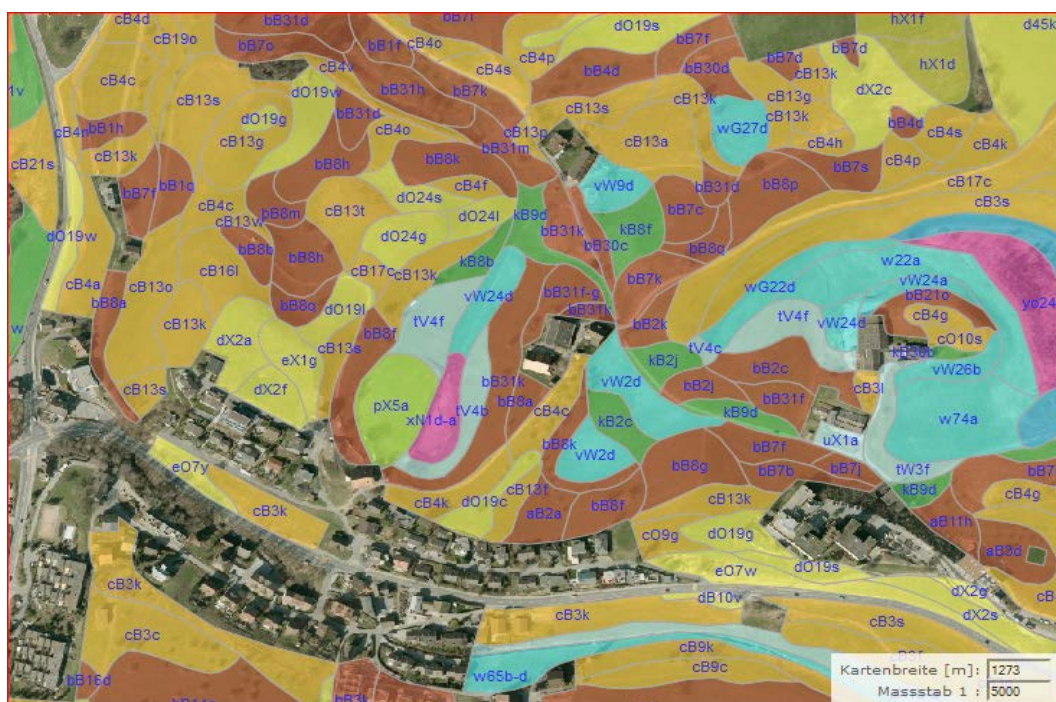 cB4d
bB31d
bB7l
dO19s
hX1f
d45k
cB19o
bB7o
bB1f
cB4o
bB7f
bB7d
cB4v
cB4s
cB4p
bB4d
bB30d
bB7d
cB13k
hX1d
cB4c
cB13s
dO19w
bB31h
bB7k
cB13s
cB13k
cB13g
dX2c
1v
bB1h
dO19g
bB31d
cB4o
cB13g
wG27d
cB13k
bB4d
cB4s
cB21s
cB13k
cB13g
bB31m
cB13a
cB4h
cB4k
bB8h
bB8k
vW9d
bB7s
cB4p
bB7f
bB1g
cB4f
bB31d
bB8p
cB17c
dO24s
cB4c
bB8m
cB13t
dO24l
kB9d
bB7c
cB3s
dO19w
cB13w
bB31k
kB8f
bB8b
dO24g
bB30c
bB8q
bB8h
kB8b
w22a
cB4a
cB16l
cB17c
cB13k
bB7k
vW24a
bB8a
cB13o
bB8q
dO19l
vW24d
bB31f-g
wG22d
bB21o
yo24
cB13k
tV4f
bB31k
bB2k
tV4f
vW24d
cB4g
dX2a
bB8f
cB13s
cO10s
eX1g
tV4c
kB2j
kB30b
vW26b
cB13s
dX2f
bB31k
vW2d
bB2j
bB2c
cB3l
pX5a
xN1d-a
tV4b
bB8a
cB4c
kB2c
kB9d
bB31f
w74a
uX1a
bB8k
bB7f
eO7y
vW2d
bB8g
bB7b
bB7j
tW3f
bB7
cB13f
kB9d
cB3k
cB4k
dO19c
aB2a
bB8f
cB13k
cB4g
cO9g
dO19g
aB11h
aB3d
dO19s
cB3k
eO7w
dX2g
cB
dB10v
dX2s
cB3c
cB3k
cB3s
cB9k
bB16d
w65b-d
cB9c
Kartenbreite [m]: 1273
Massstab 1 : 5000